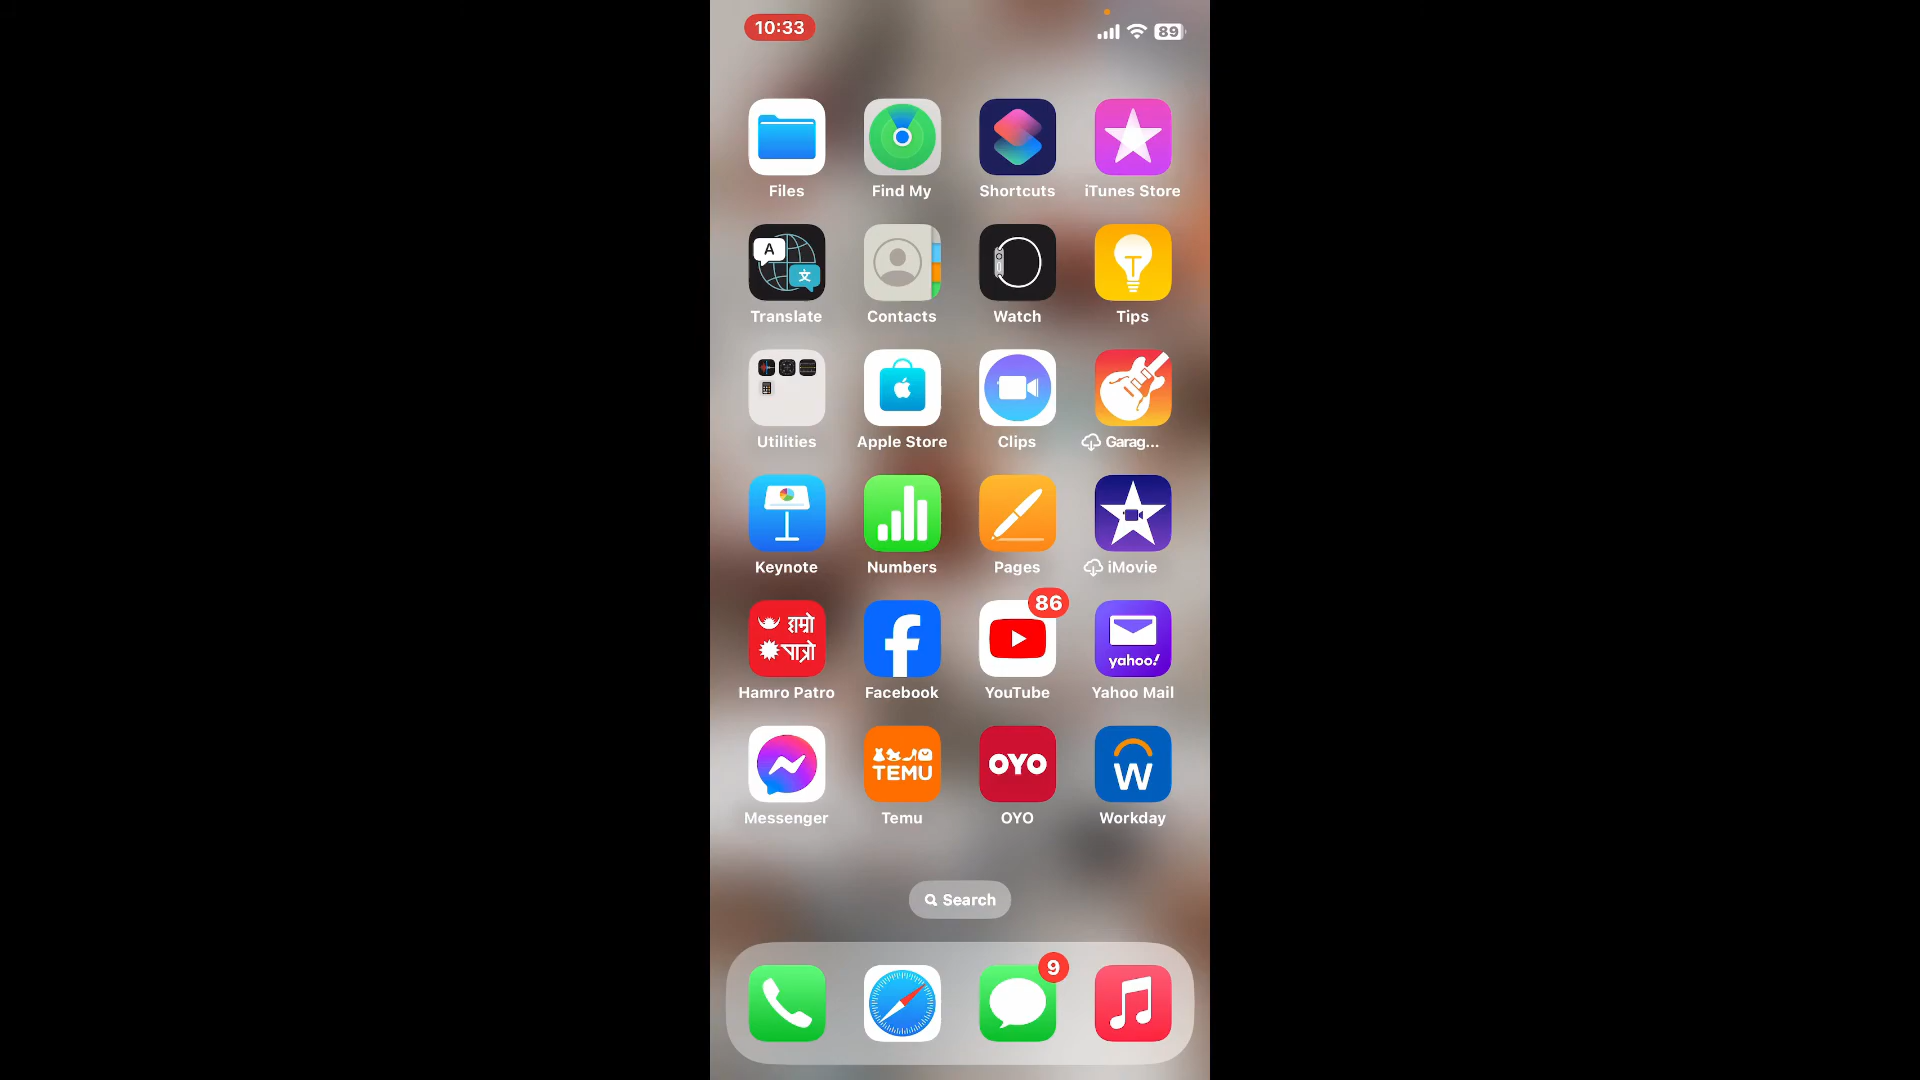 10:33
89
Files Find My Shortcuts iTunes Store
A
文
T
Translate Contacts Watch Tips
Utilities Apple Store Clips Garag...
Keynote Numbers Pages iMovie
हाम्रो
पात्रो
86
yahoo!
Hamro Patro Facebook YouTube Yahoo Mail
TEMU
OYO
W
Messenger Temu OYO Workday
Search
9